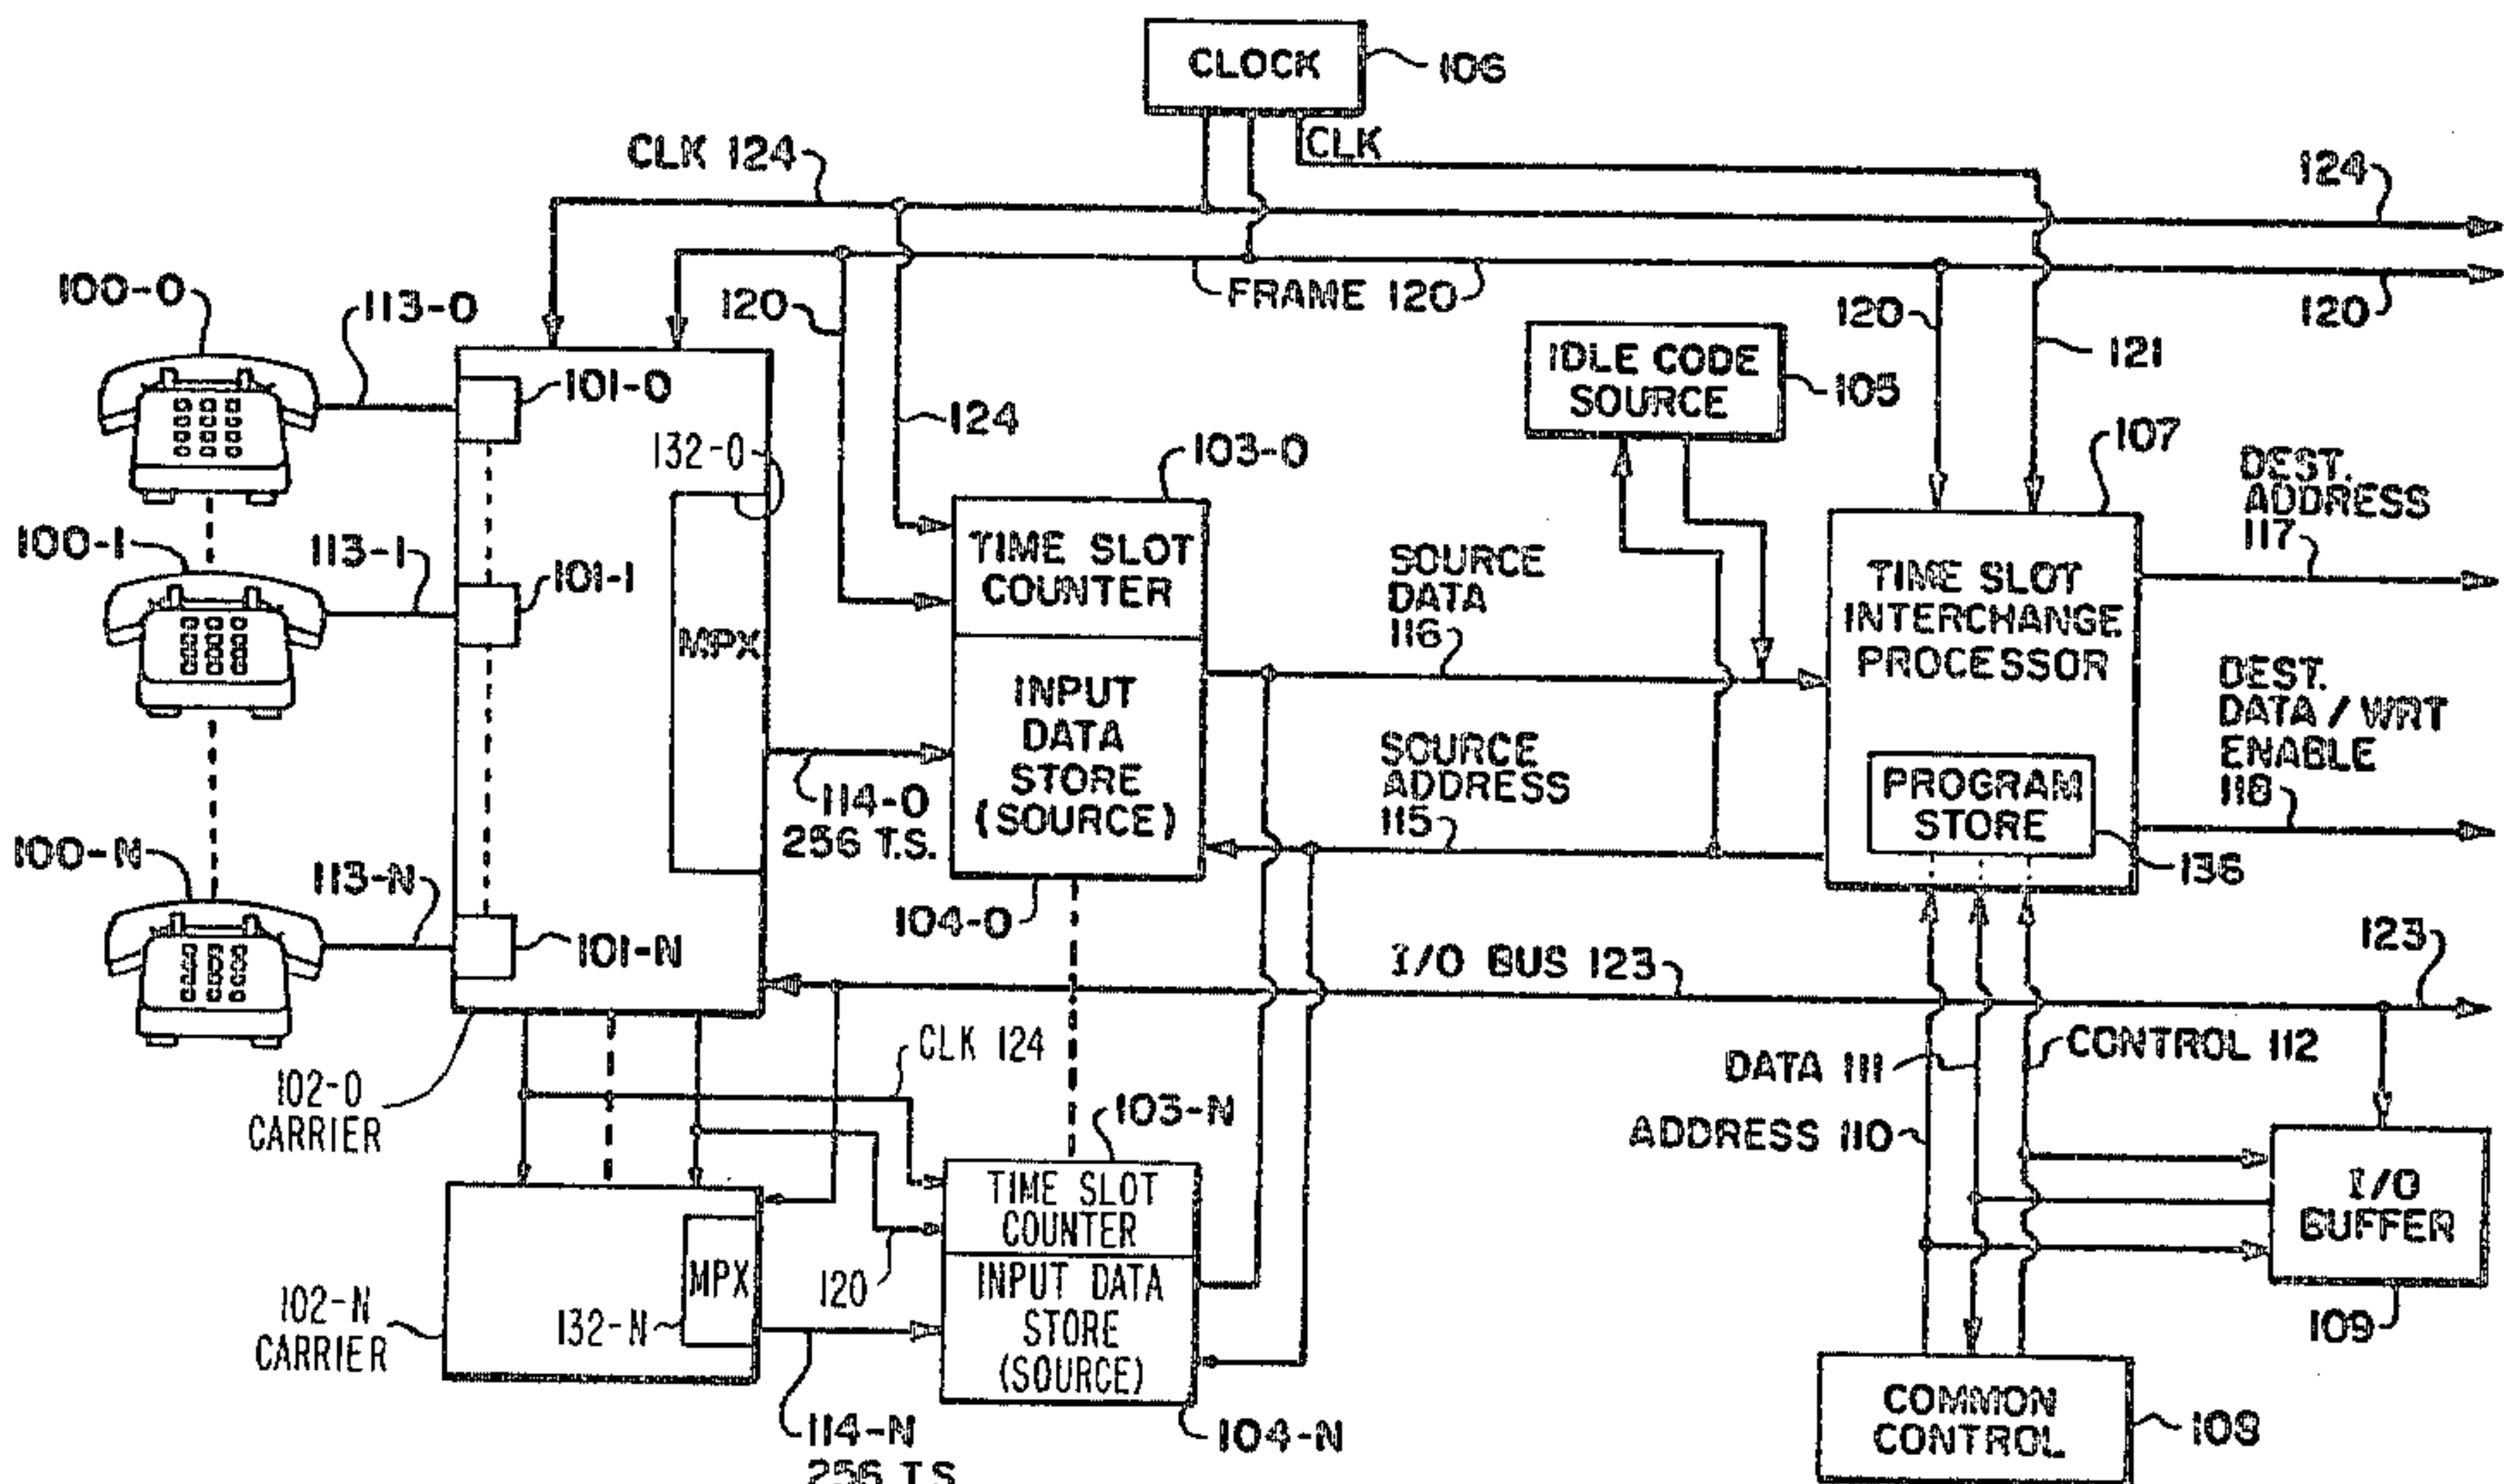 CLOCK
106
CLK
CLK 124
124
100-0
113-0
120
FRAME 120
120
120
IDLE CODE
SOURCE
105
121
101-0
124
132-0
103-0
107
DEST.
ADDRESS
117
100-1
113-1
101-1
TIME SLOT
COUNTER
SOURCE
DATA
116
TIME SLOT
INTERCHANGE
PROCESSOR
MPX
INPUT
DATA
STORE
(SOURCE)
DEST.
DATA / WRT
ENABLE
118
SOURCE
ADDRESS
115
PROGRAM
STORE
136
114-0
256 T.S.
100-N
113-N
101-N
104-0
I/O BUS 123
123
CLK 124
DATA 111
CONTROL 112
102-0
CARRIER
103-N
ADDRESS 110
TIME SLOT
COUNTER
I/O
BUFFER
MPX
120
INPUT DATA
STORE
(SOURCE)
102-N
CARRIER
132-N
109
114-N
256 T.S.
104-N
COMMON
CONTROL
108